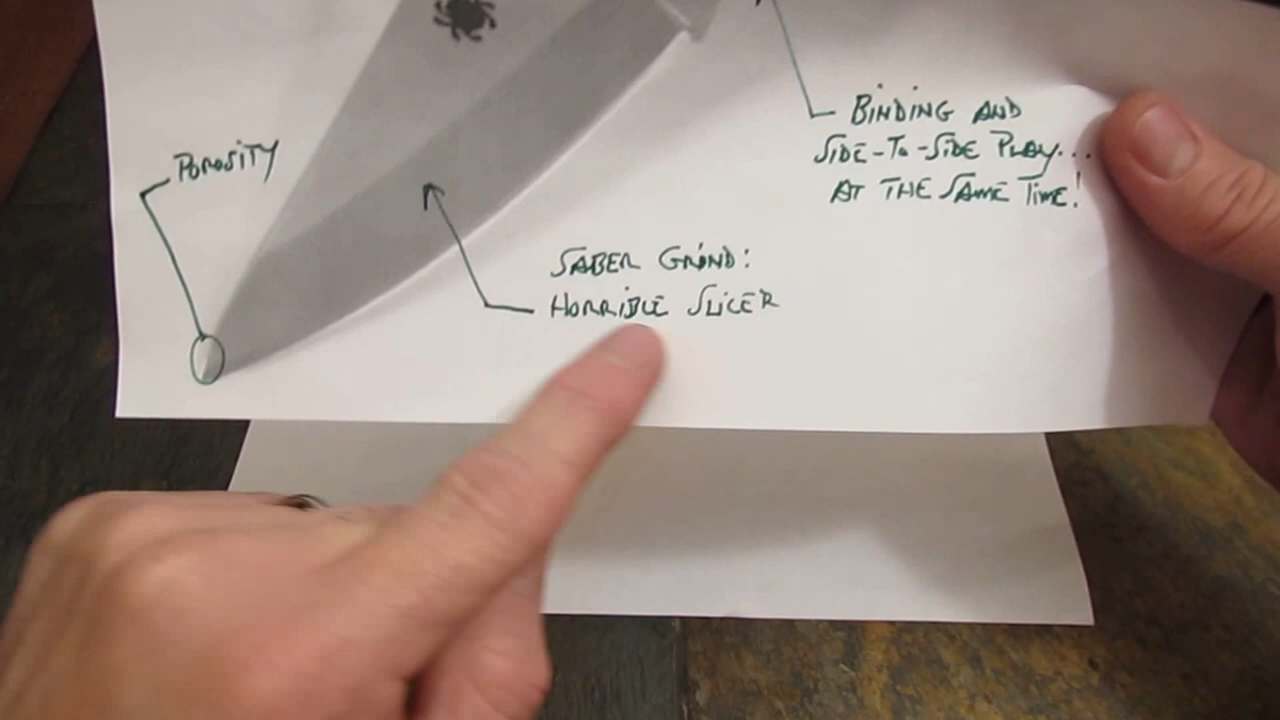 Porosity
Binding and
Side-To-Side Play...
At the Same Time!
Saber Grind:
Horrible Slicer